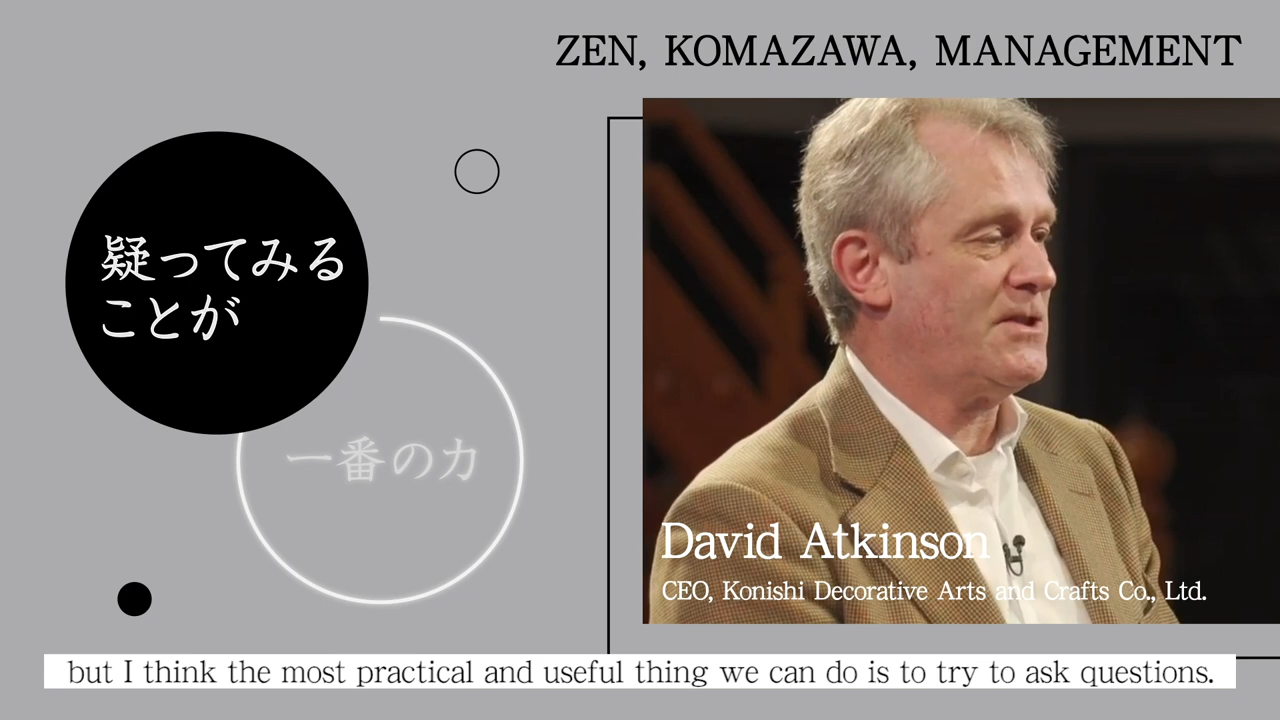 ZEN, KOMAZAWA, MANAGEMENT
疑ってみる
ことが
一番の力
David Atkinson
CEO, Konishi Decorative Arts and Crafts Co., Ltd.
but I think the most practical and useful thing we can do is to try to ask questions.